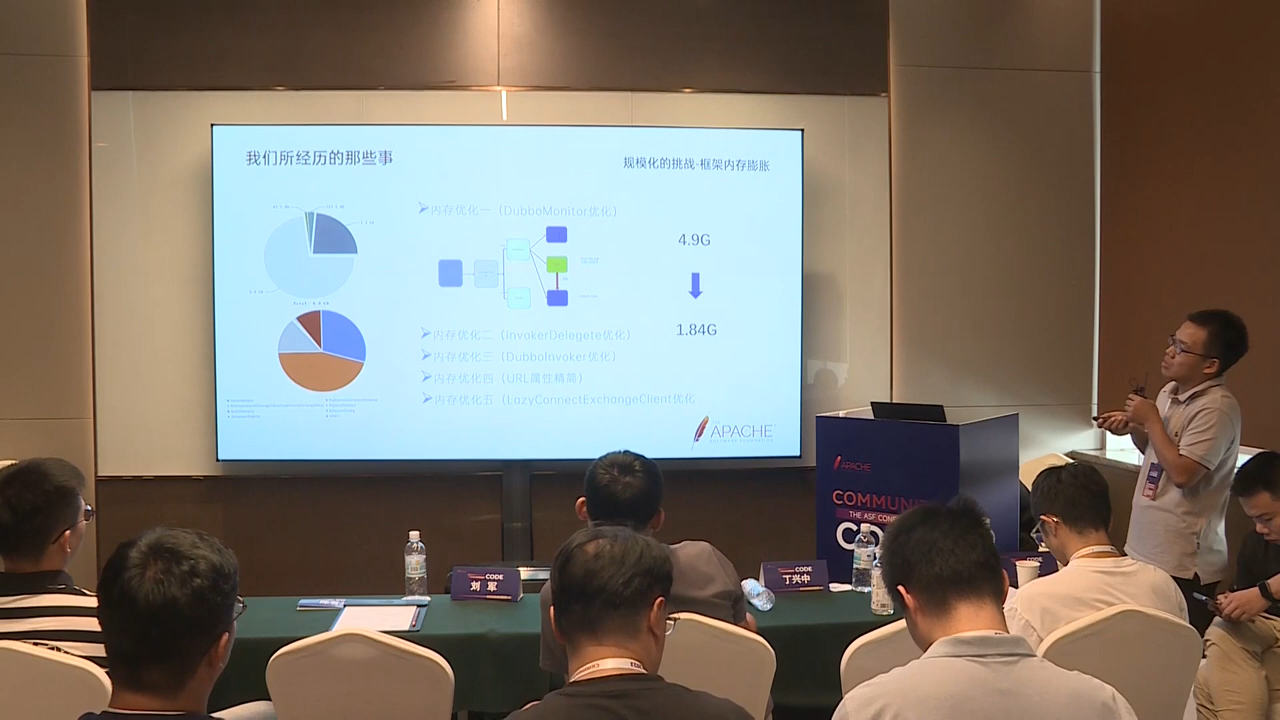 我们所经历的那些事
规模化的挑战-框架内存膨胀
内存优化一（DubboMonitor优化）
4.9G
1.84G
内存优化二（InvokerDelegete优化）
内存优化三（DubboInvoker优化）
内存优化四（URL属性精简）
内存优化五（LazyConnectExchangeClient优化
APACHE
SOFTWARE FOUNDATION
APACHE
COMMUNIT
THE ASF CONF
CO
CODE
刘 军
CODE
丁兴中
CODE